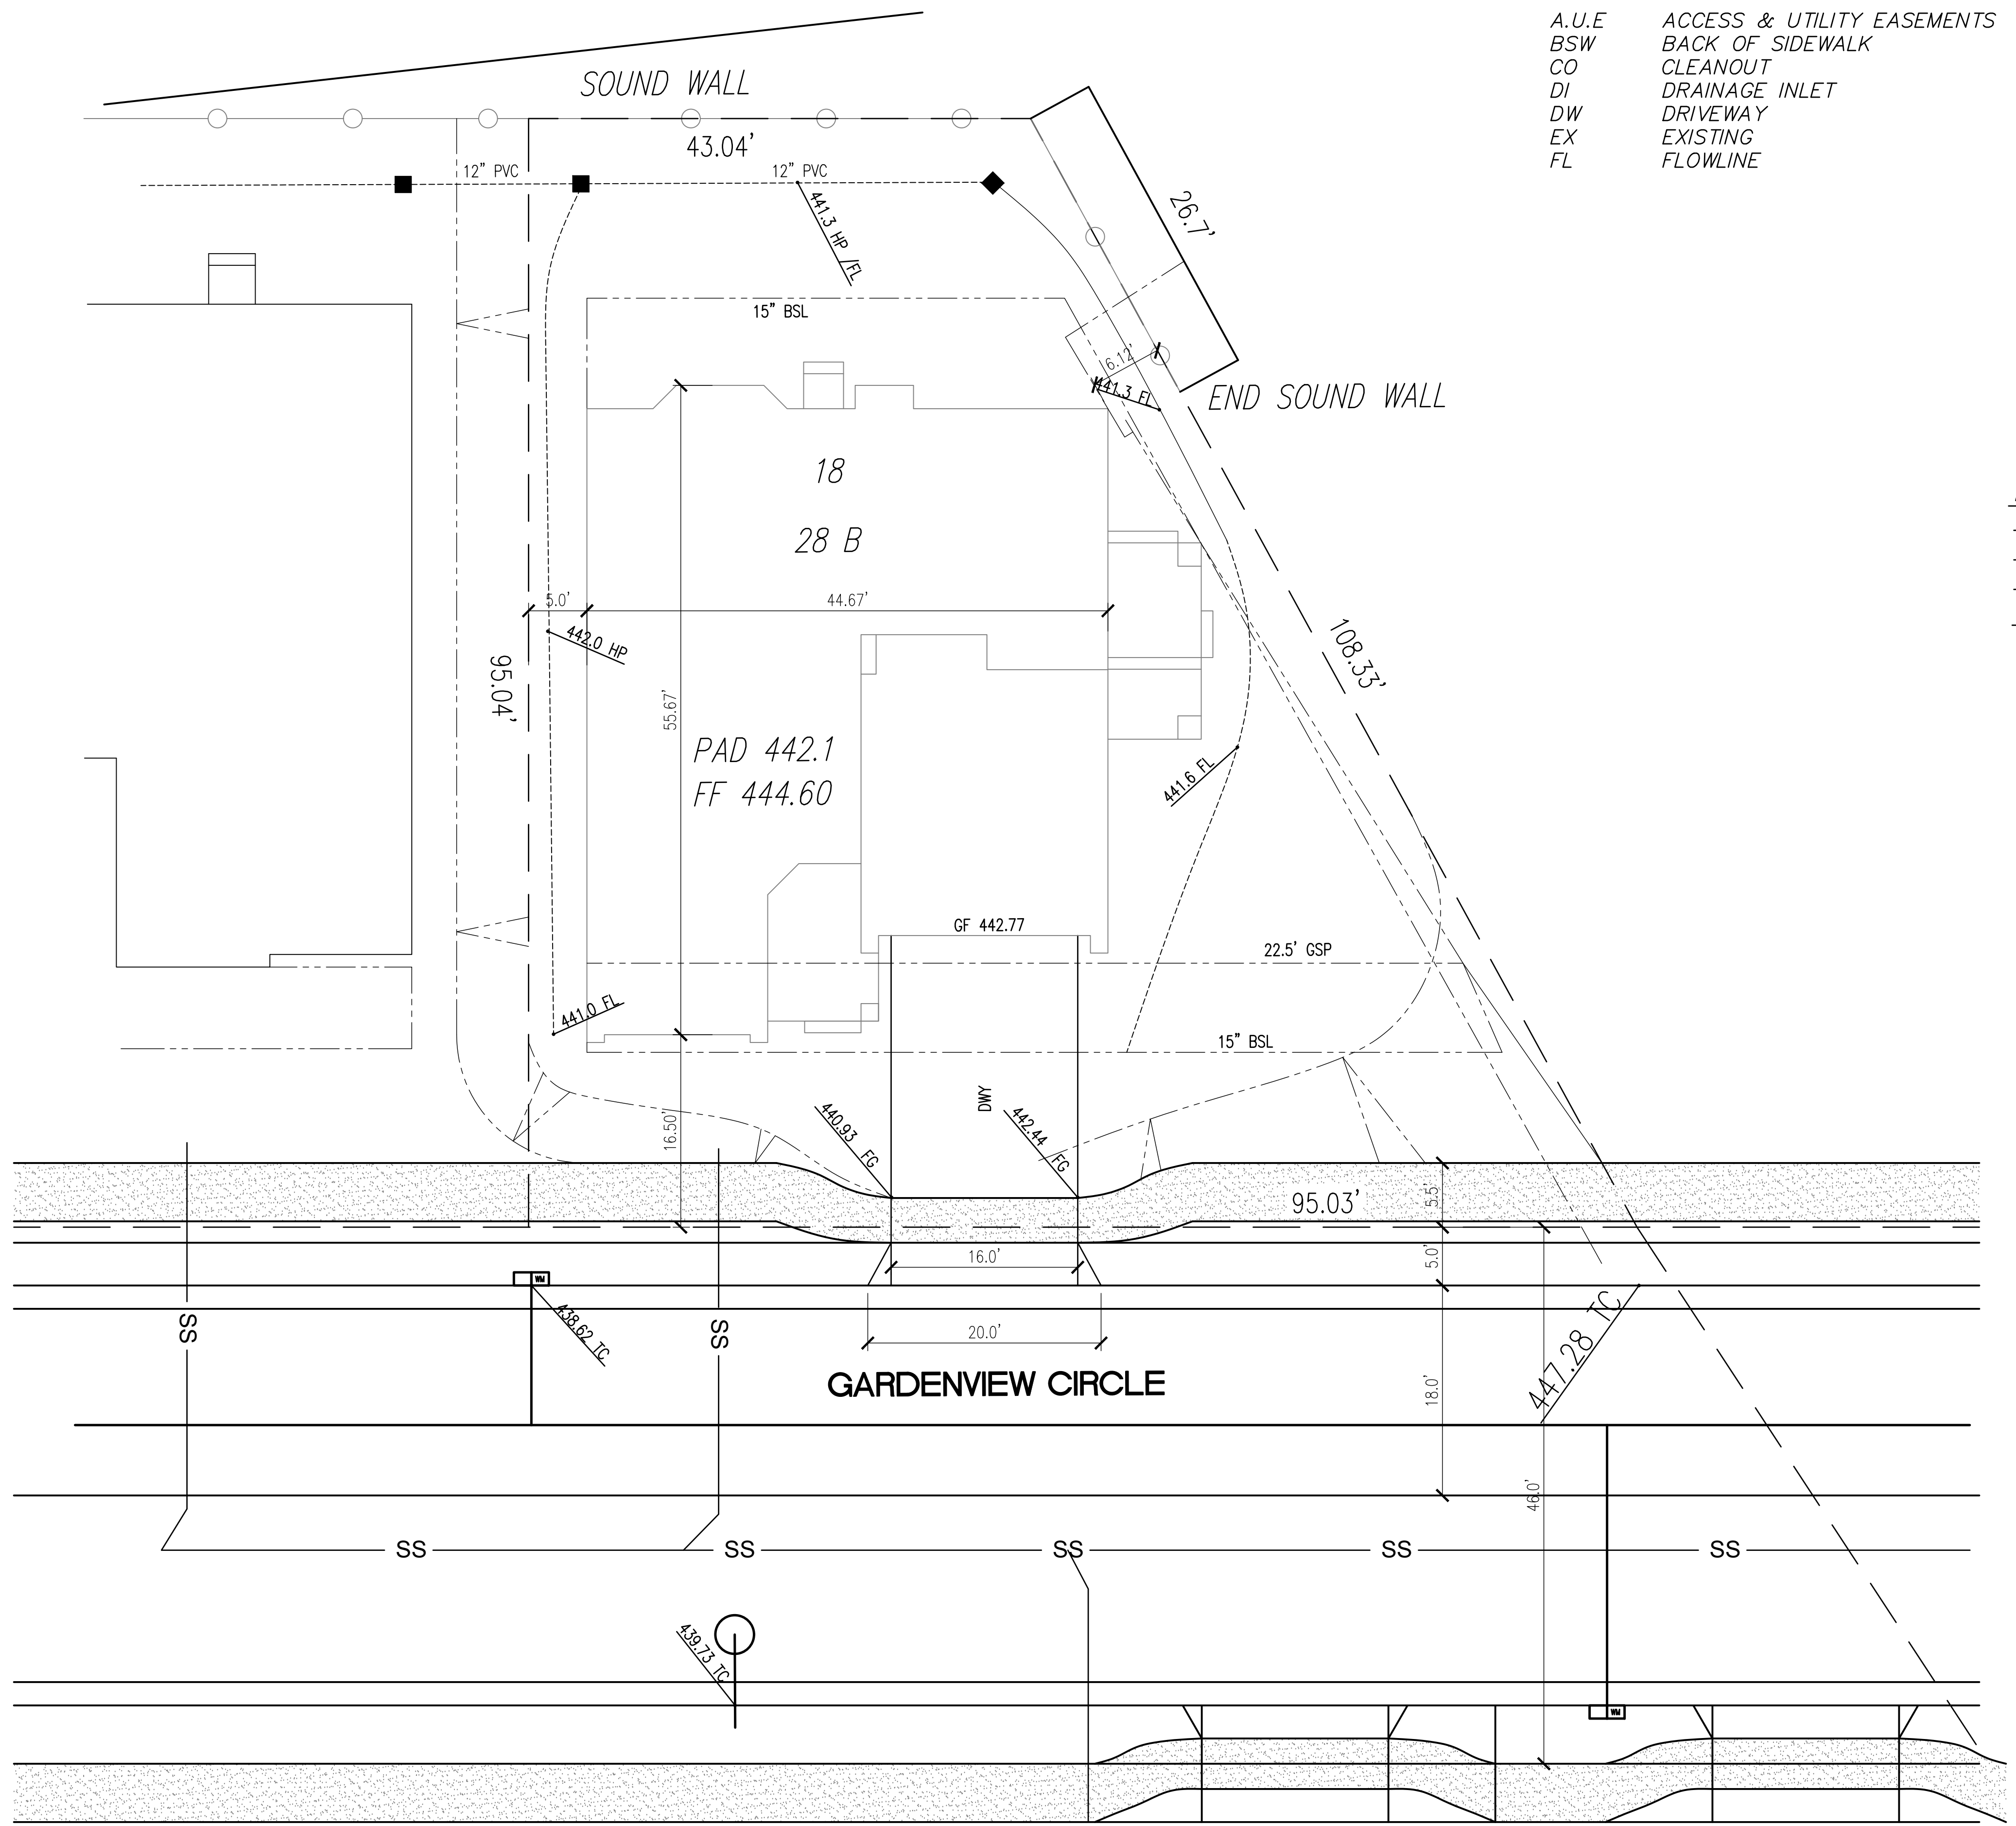 A.U.E ACCESS & UTILITY EASEMENTS
BSW BACK OF SIDEWALK
CO CLEANOUT
DI DRAINAGE INLET
DW DRIVEWAY
EX EXISTING
FL FLOWLINE
SOUND WALL
43.04'
12" PVC
12" PVC
26.7'
441.3 HP /FL
15" BSL
6.12'
441.3 FL
END SOUND WALL
18
28 B
5.0'
44.67'
442.0 HP
108.33'
95.04'
55.67'
PAD 442.1
FF 444.60
441.6 FL
GF 442.77
22.5' GSP
441.0 FL
15" BSL
DWY
440.93 FG
442.44 FG
16.50'
95.03'
5.5'
16.0'
5.0'
WM
438.62 TC
SS
SS
20.0'
447.28 TC
GARDENVIEW CIRCLE
18.0'
46.0'
SS
SS
SS
SS
SS
439.73 TC
WM